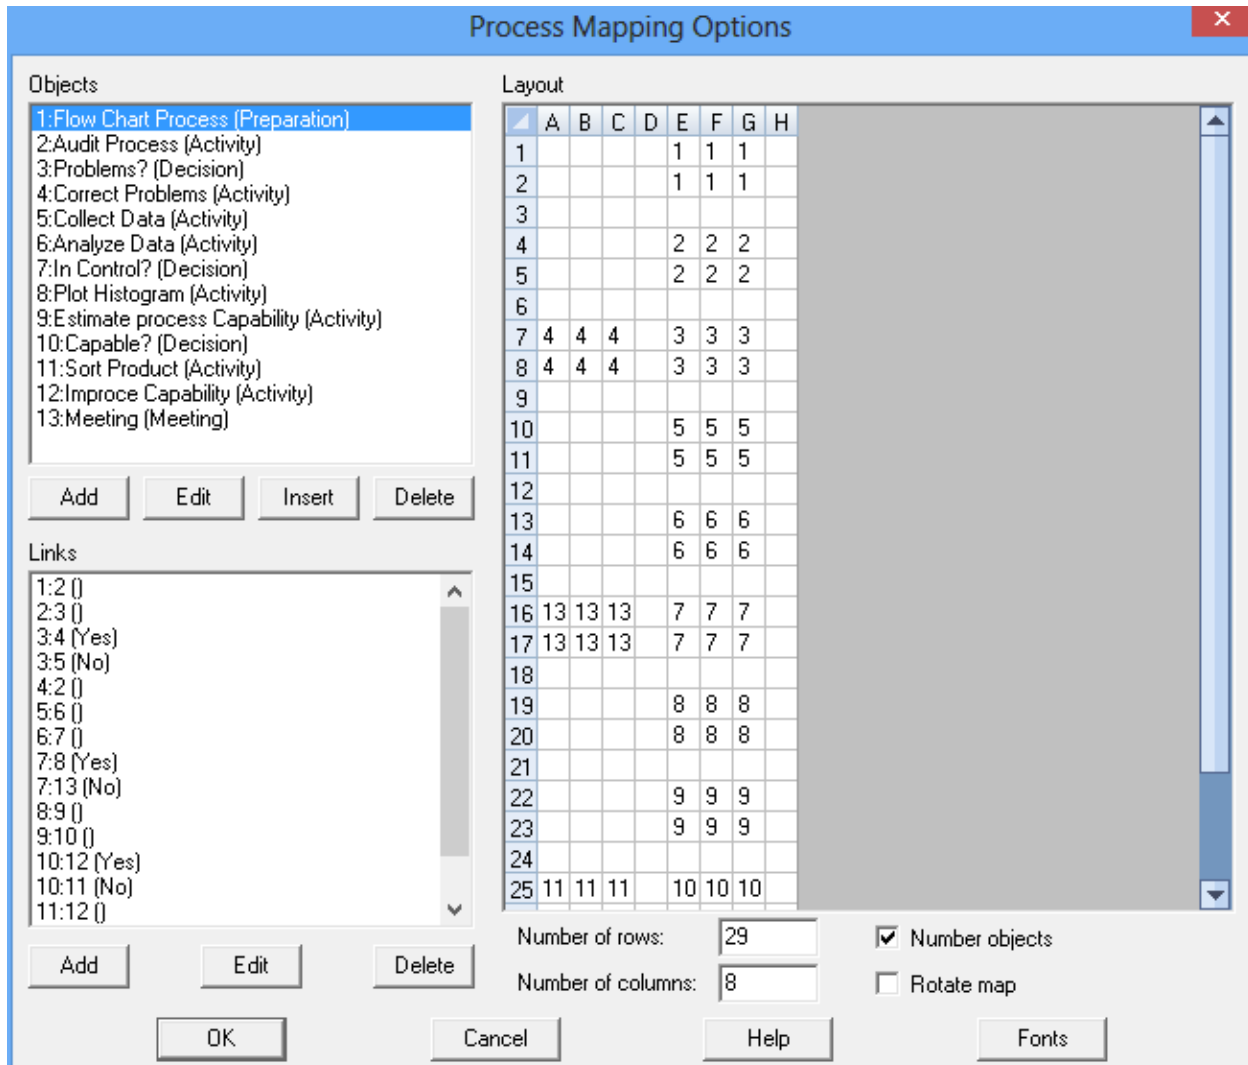 Process Mapping Options
Objects
1:Flow Chart Process (Preparation)
2:Audit Process (Activity)
3:Problems? (Decision)
4:Correct Problems (Activity)
5:Collect Data (Activity)
6:Analyze Data (Activity)
7:In Control? (Decision)
8:Plot Histogram (Activity)
9:Estimate process Capability (Activity)
10:Capable? (Decision)
11:Sort Product (Activity)
12:Improce Capability (Activity)
13:Meeting (Meeting)
Add Edit Insert Delete
Links
1:2 ()
2:3 ()
3:4 (Yes)
3:5 (No)
4:2 ()
5:6 ()
6:7 ()
7:8 (Yes)
7:13 (No)
8:9 ()
9:10 ()
10:12 (Yes)
10:11 (No)
11:12 ()
Add Edit Delete
Layout
A B C D E F G H
1 1 1 1
2 1 1 1
3
4 2 2 2
5 2 2 2
6
7 4 4 4 3 3 3
8 4 4 4 3 3 3
9
10 5 5 5
11 5 5 5
12
13 6 6 6
14 6 6 6
15
16 13 13 13 7 7 7
17 13 13 13 7 7 7
18
19 8 8 8
20 8 8 8
21
22 9 9 9
23 9 9 9
24
25 11 11 11 10 10 10
Number of rows: 29
Number of columns: 8
Number objects
Rotate map
OK Cancel Help Fonts